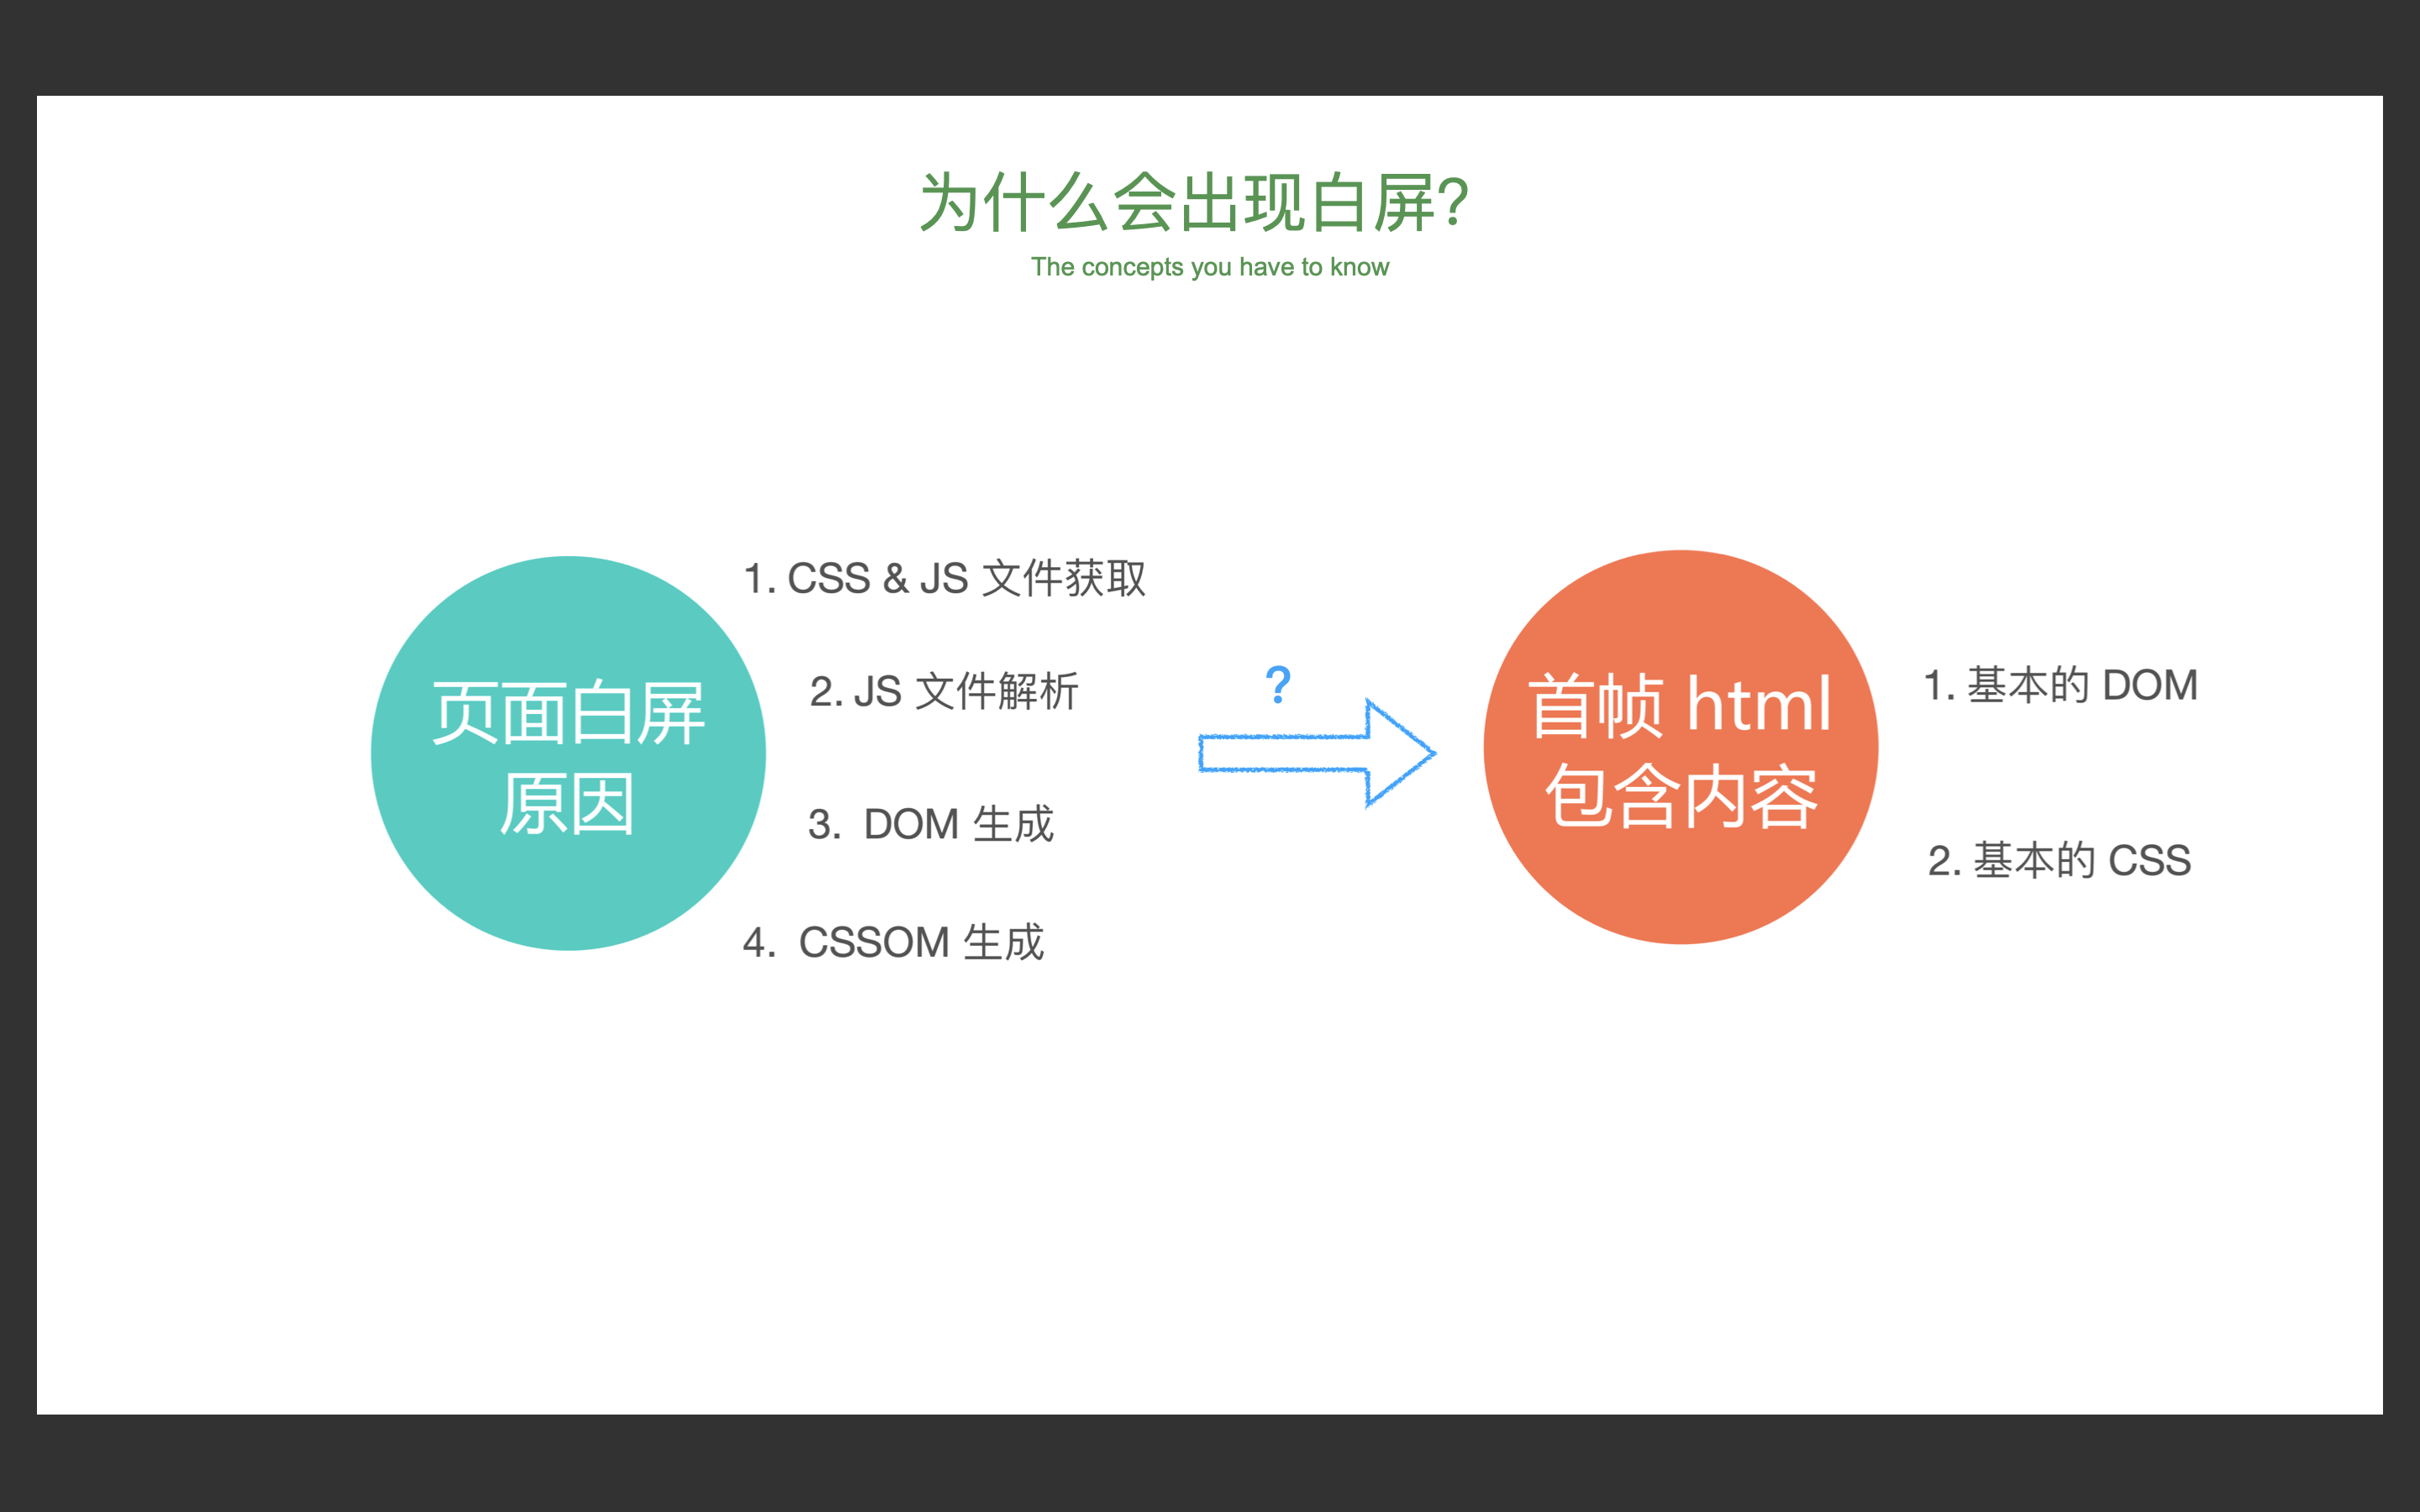 为什么会出现白屏?
The concepts you have to know
页面白屏
原因
1. CSS & JS 文件获取
2. JS 文件解析
3. DOM 生成
4. CSSOM 生成
?
首帧 html
包含内容
1. 基本的 DOM
2. 基本的 CSS